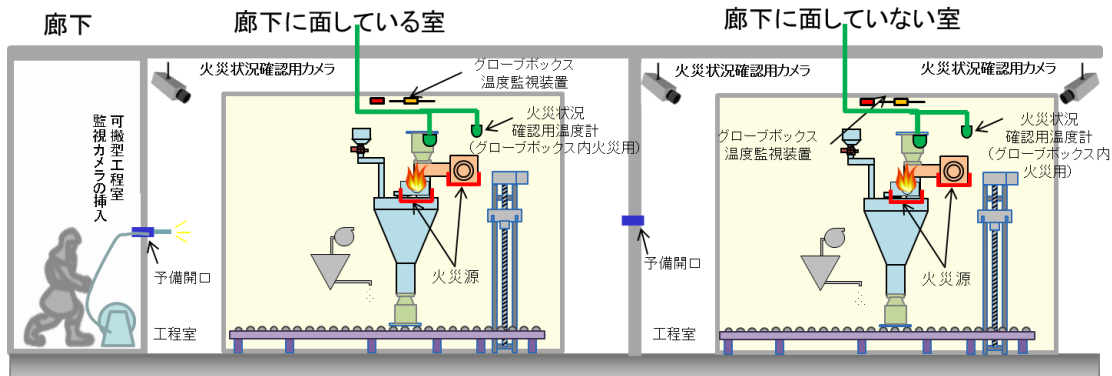 廊下
廊下に面している室
廊下に面していない室
火災状況確認用カメラ
グローブボックス
温度監視装置
火災状況
確認用温度計
(グローブボックス内火災用)
可搬型工程室
監視カメラの挿入
予備開口
火災源
工程室
火災状況確認用カメラ
火災状況確認用カメラ
グローブボックス
温度監視装置
火災状況
確認用温度計
(グローブボックス内
火災用)
予備開口
火災源
工程室